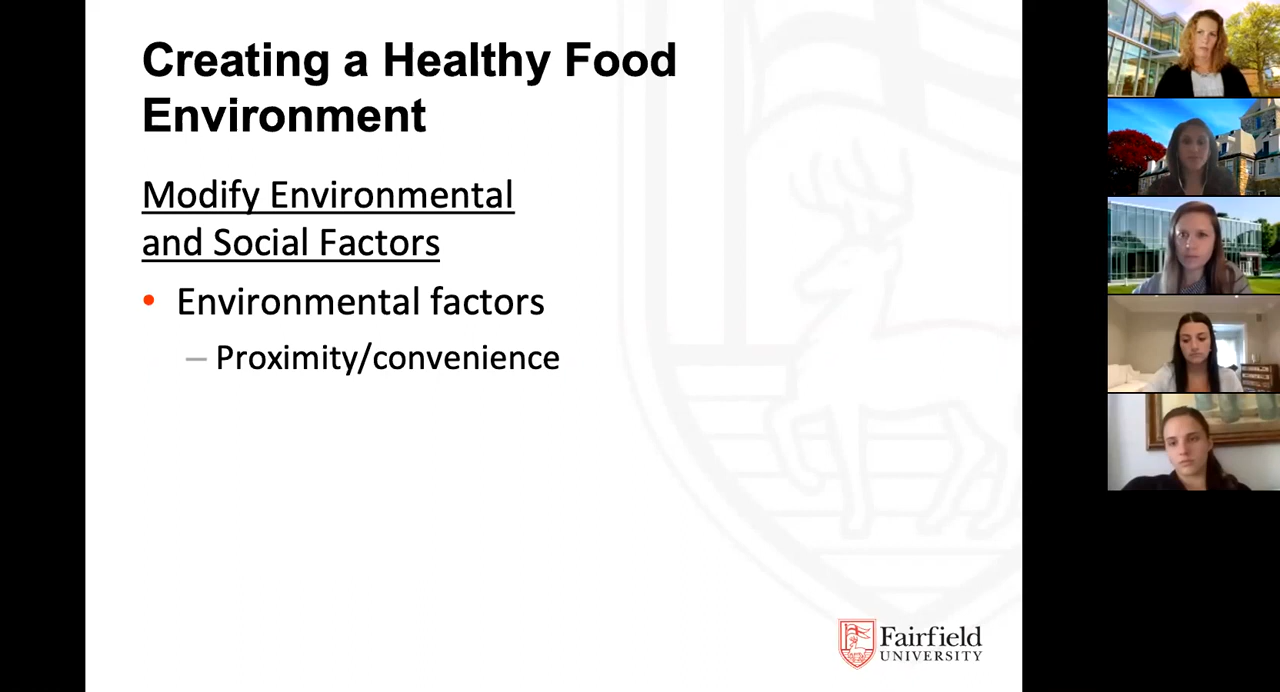 Creating a Healthy Food
Environment
Modify Environmental
and Social Factors
• Environmental factors
– Proximity/convenience
Fairfield
UNIVERSITY